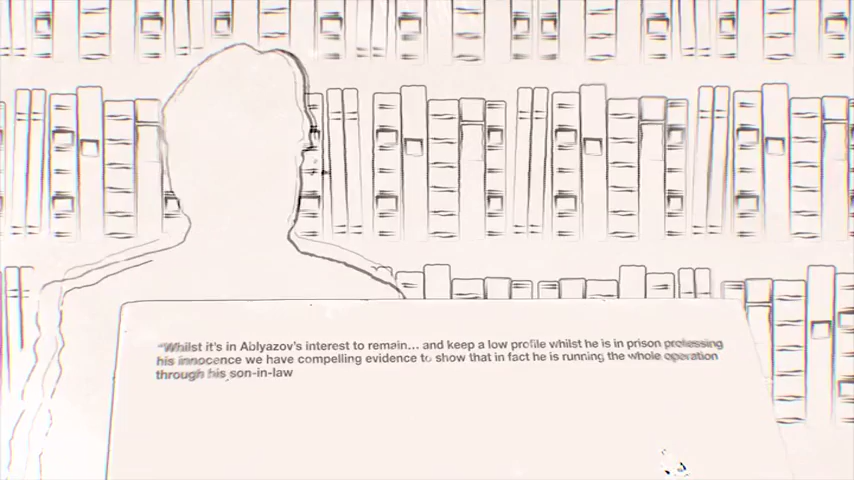 "Whilst it's in Ablyazov's interest to remain... and keep a low profile whilst he is in prison professing
his innocence we have compelling evidence to show that in fact he is running the whole operation
through his son-in-law